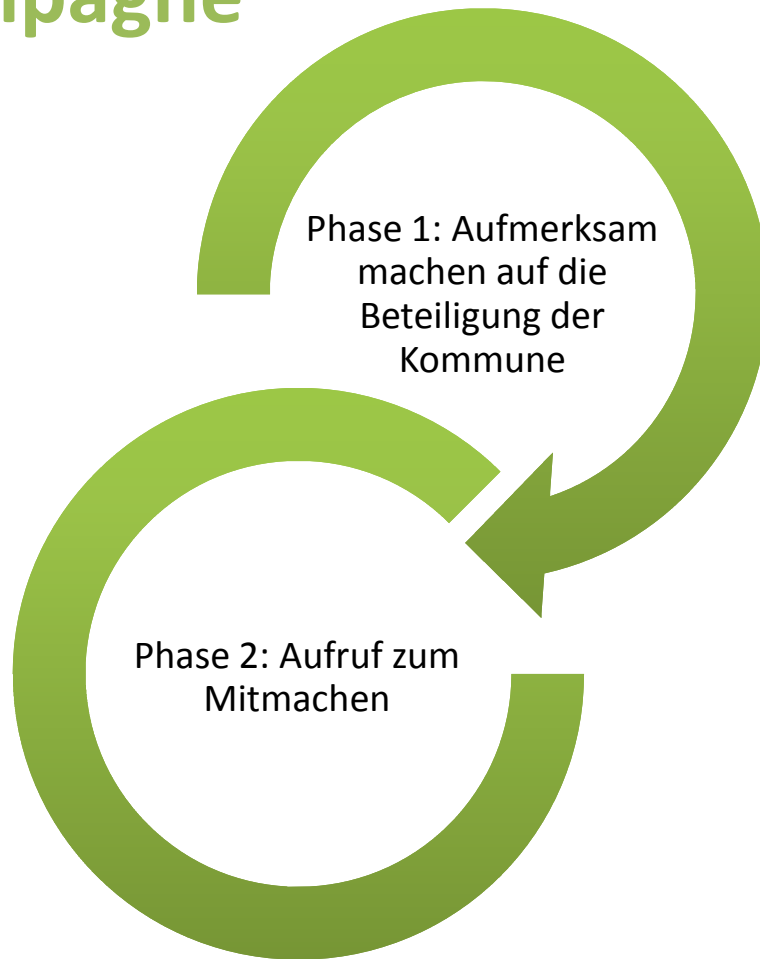 Phase 1: Aufmerksam
machen auf die
Beteiligung der
Kommune
Phase 2: Aufruf zum
Mitmachen